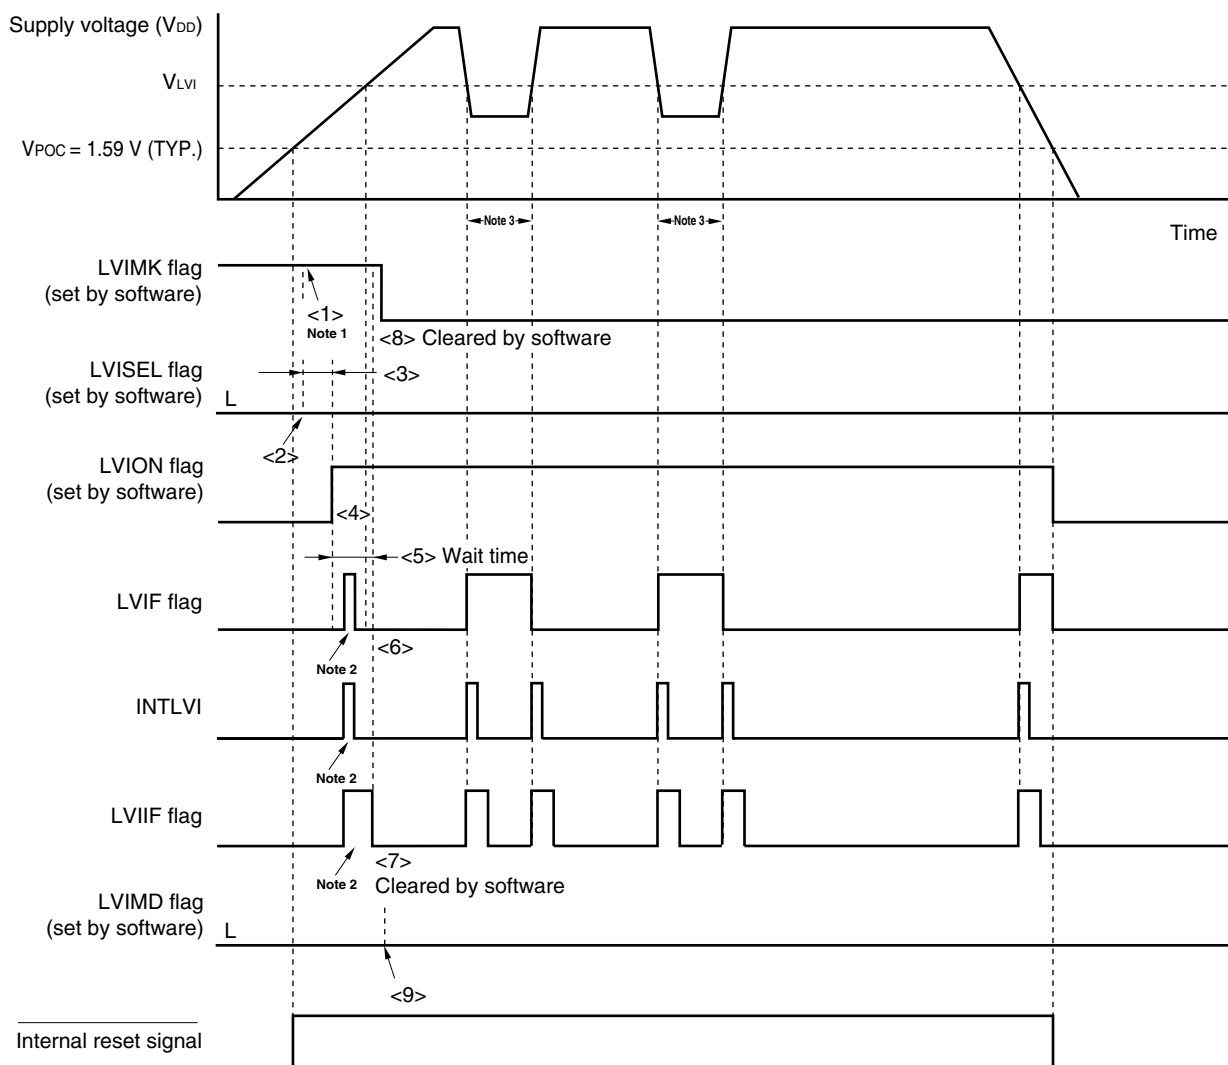 Supply voltage (VDD)
VLVI
VPOC = 1.59 V (TYP.)
Note 3
Note 3
Time
LVIMK flag
(set by software)
<1>
Note 1
<8> Cleared by software
LVISEL flag
(set by software)
L
<3>
<2>
LVION flag
(set by software)
<4>
<5> Wait time
LVIF flag
Note 2
<6>
INTLVI
Note 2
LVIIF flag
Note 2
<7>
Cleared by software
LVIMD flag
(set by software)
L
<9>
Internal reset signal